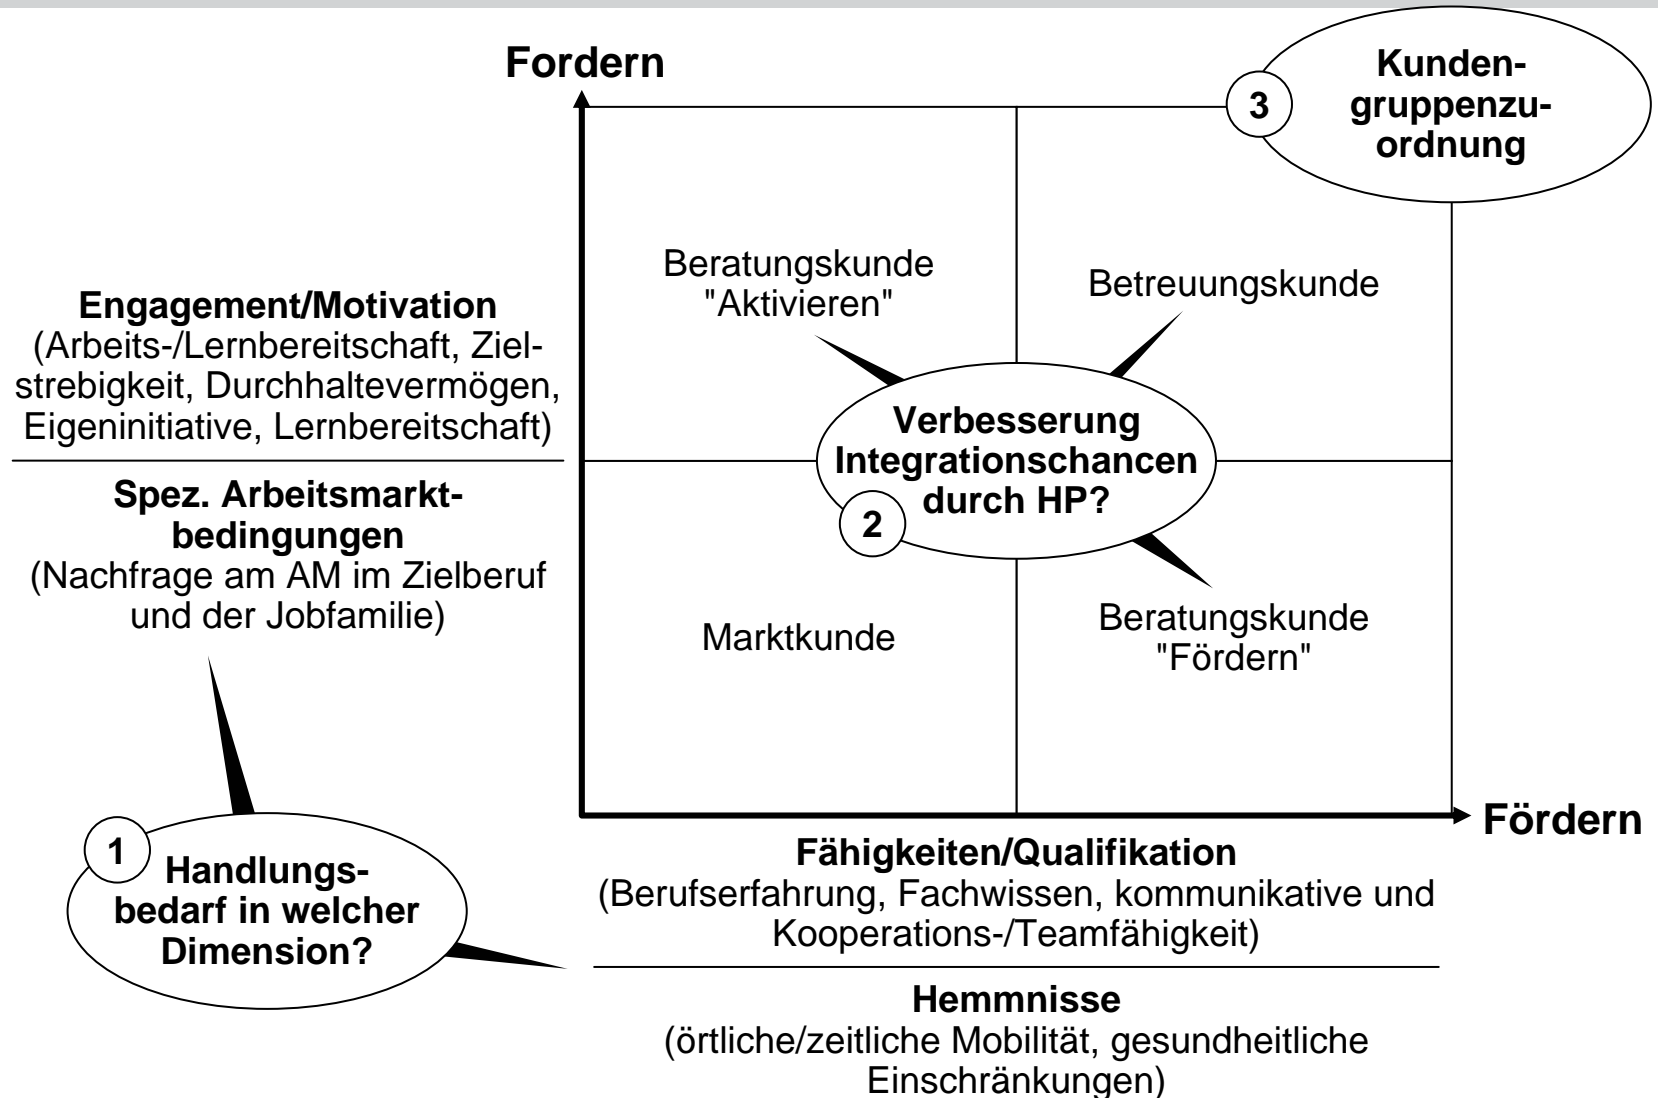 Fordern
Kunden-
gruppenzu-
ordnung
3
Beratungskunde
"Aktivieren"
Betreuungskunde
Engagement/Motivation
(Arbeits-/Lernbereitschaft, Ziel-
strebigkeit, Durchhaltevermögen,
Eigeninitiative, Lernbereitschaft)
Spez. Arbeitsmarkt-
bedingungen
(Nachfrage am AM im Zielberuf
und der Jobfamilie)
Verbesserung
Integrationschancen
durch HP?
2
Marktkunde
Beratungskunde
"Fördern"
1
Handlungs-
bedarf in welcher
Dimension?
Fördern
Fähigkeiten/Qualifikation
(Berufserfahrung, Fachwissen, kommunikative und
Kooperations-/Teamfähigkeit)
Hemmnisse
(örtliche/zeitliche Mobilität, gesundheitliche
Einschränkungen)